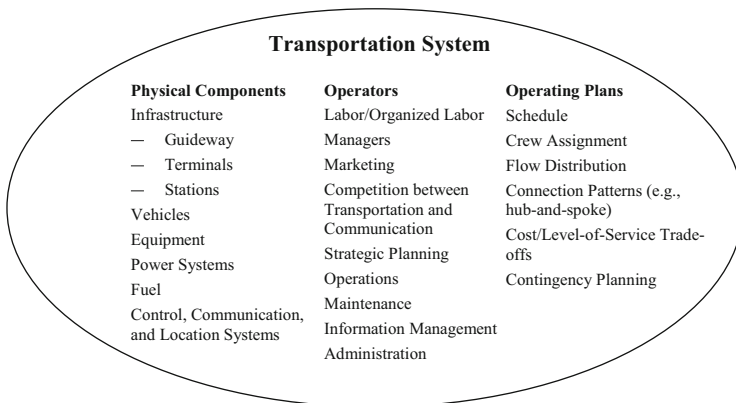 Transportation System
Physical Components
Infrastructure
— Guideway
— Terminals
— Stations
Vehicles
Equipment
Power Systems
Fuel
Control, Communication,
and Location Systems
Operators
Labor/Organized Labor
Managers
Marketing
Competition between
Transportation and
Communication
Strategic Planning
Operations
Maintenance
Information Management
Administration
Operating Plans
Schedule
Crew Assignment
Flow Distribution
Connection Patterns (e.g.,
hub-and-spoke)
Cost/Level-of-Service Trade-
offs
Contingency Planning